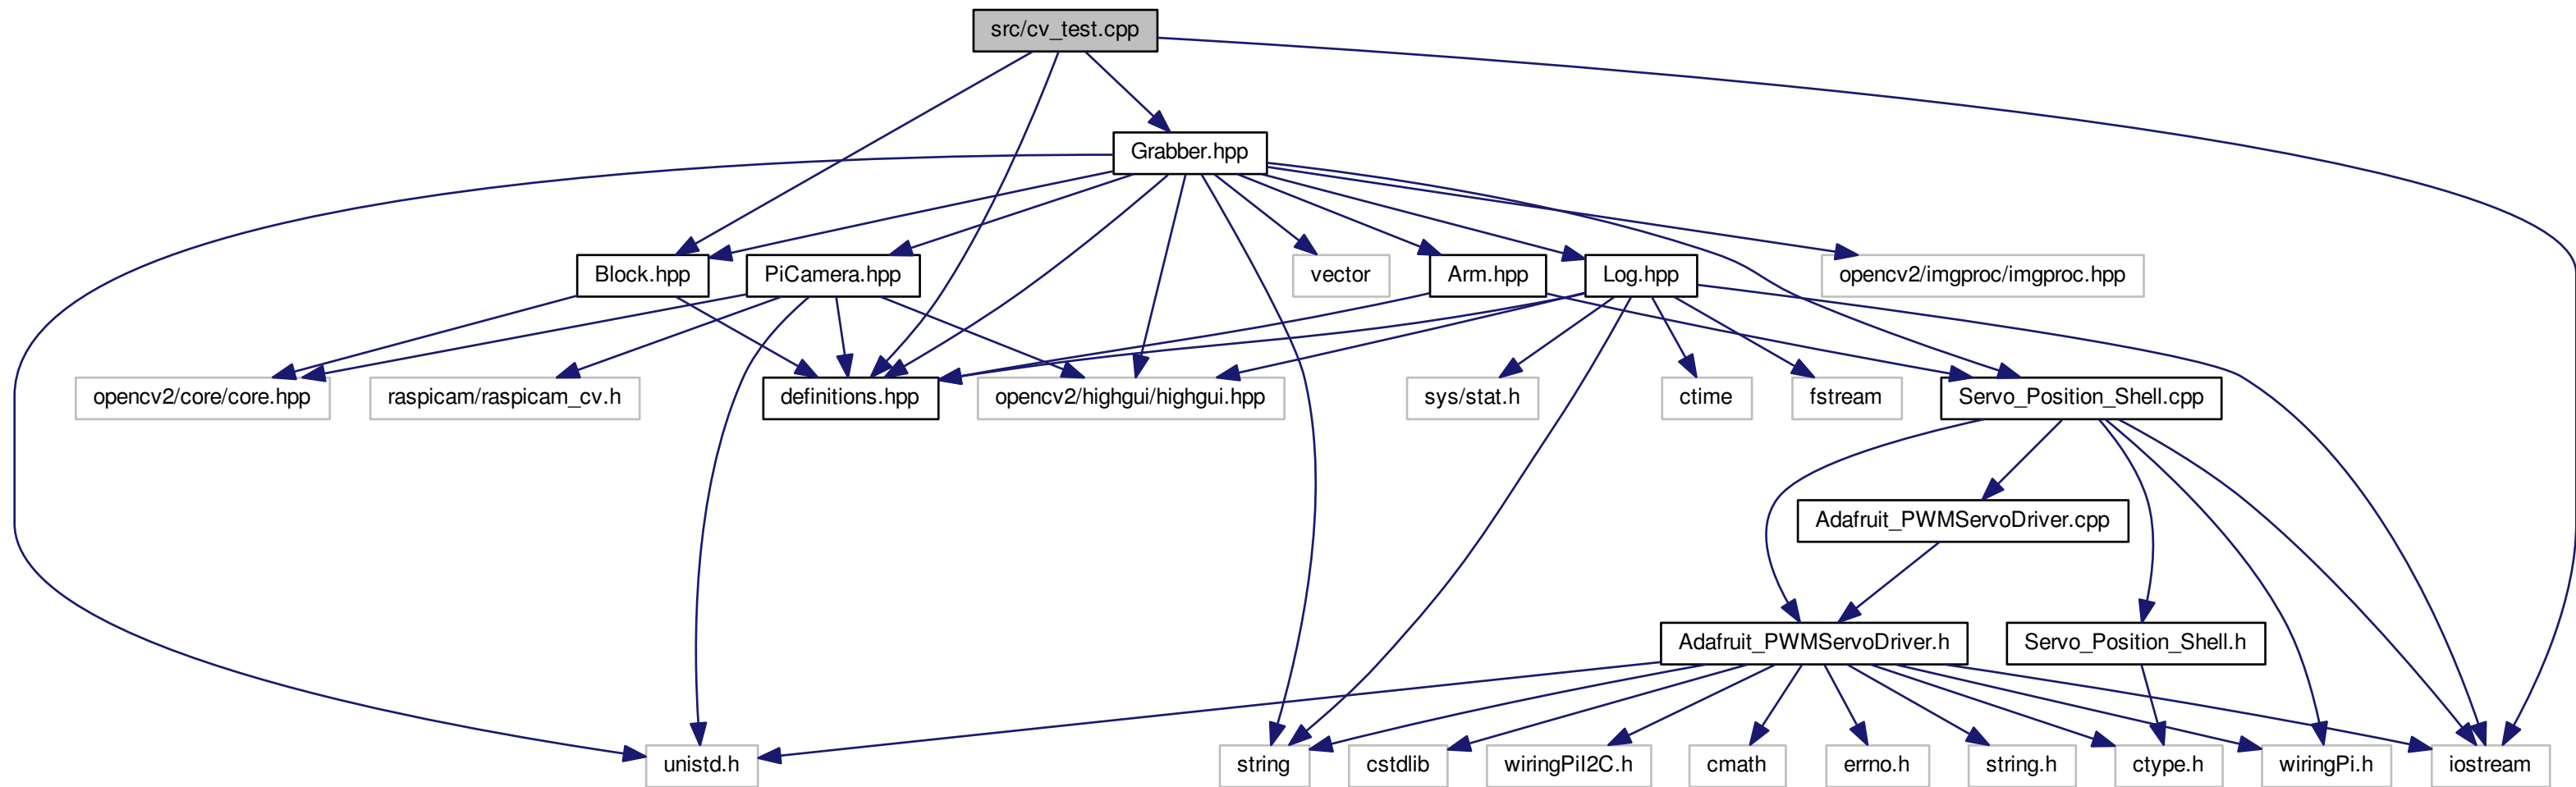 src/cv_test.cpp
Grabber.hpp
Block.hpp
PiCamera.hpp
vector
Arm.hpp
Log.hpp
opencv2/imgproc/imgproc.hpp
opencv2/core/core.hpp
raspicam/raspicam_cv.h
definitions.hpp
opencv2/highgui/highgui.hpp
sys/stat.h
ctime
fstream
Servo_Position_Shell.cpp
Adafruit_PWMServoDriver.cpp
Adafruit_PWMServoDriver.h
Servo_Position_Shell.h
unistd.h
string
cstdlib
wiringPiI2C.h
cmath
errno.h
string.h
ctype.h
wiringPi.h
iostream